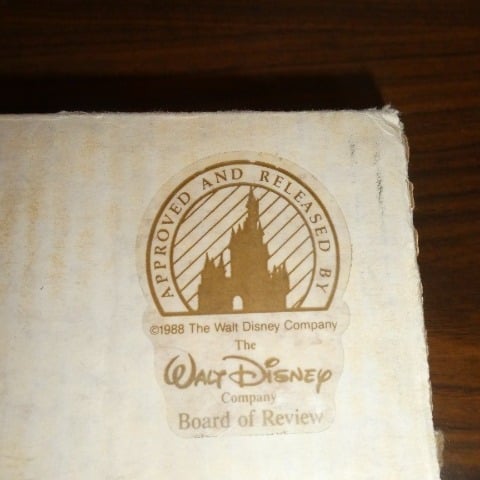 APPROVED AND RELEASED BY
©1988 The Walt Disney Company
The
WALT DISNEY
Company
Board of Review